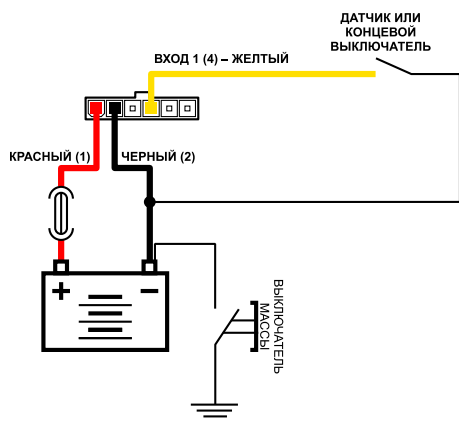 ДАТЧИК ИЛИ
КОНЦЕВОЙ
ВЫКЛЮЧАТЕЛЬ
ВХОД 1 (4) – ЖЕЛТЫЙ
КРАСНЫЙ (1)
ЧЕРНЫЙ (2)
+
–
ВЫКЛЮЧАТЕЛЬ
МАССЫ